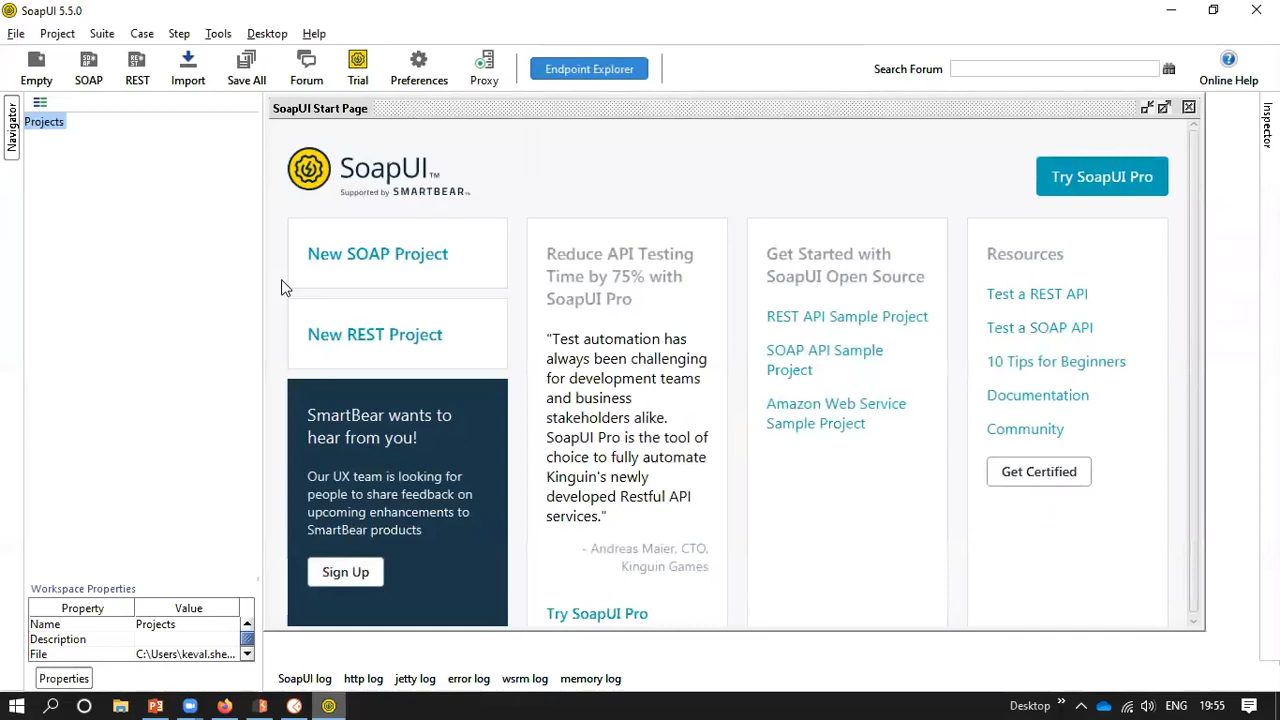 SoapUI 5.5.0
File Project Suite Case Step Tools Desktop Help
Empty SOAP REST Import Save All Forum Trial Preferences Proxy Endpoint Explorer Search Forum Online Help
Navigator
Projects
SoapUI Start Page
Inspector
SoapUI™
Supported by SMARTBEAR™
Try SoapUI Pro
New SOAP Project
New REST Project
SmartBear wants to
hear from you!
Our UX team is looking for
people to share feedback on
upcoming enhancements to
SmartBear products
Sign Up
Reduce API Testing
Time by 75% with
SoapUI Pro
"Test automation has
always been challenging
for development teams
and business
stakeholders alike.
SoapUI Pro is the tool of
choice to fully automate
Kinguin's newly
developed Restful API
services."
- Andreas Maier, CTO,
Kinguin Games
Try SoapUI Pro
Get Started with
SoapUI Open Source
REST API Sample Project
SOAP API Sample
Project
Amazon Web Service
Sample Project
Resources
Test a REST API
Test a SOAP API
10 Tips for Beginners
Documentation
Community
Get Certified
Workspace Properties
Property Value
Name Projects
Description
File C:\Users\keval.she...
Properties
SoapUI log http log jetty log error log wsrm log memory log
Desktop ENG 19:55